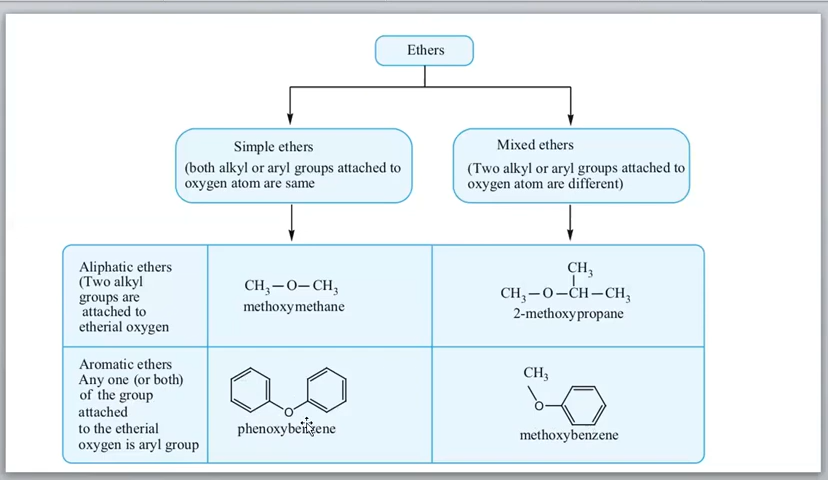 Ethers
Simple ethers
(both alkyl or aryl groups attached to
oxygen atom are same
Mixed ethers
(Two alkyl or aryl groups attached to
oxygen atom are different)
Aliphatic ethers
(Two alkyl
groups are
attached to
etherial oxygen
CH₃—O—CH₃
methoxymethane
CH₃
CH₃—O—CH—CH₃
2-methoxypropane
Aromatic ethers
Any one (or both)
of the group
attached
to the etherial
oxygen is aryl group
O
phenoxybenzene
CH₃
O
methoxybenzene